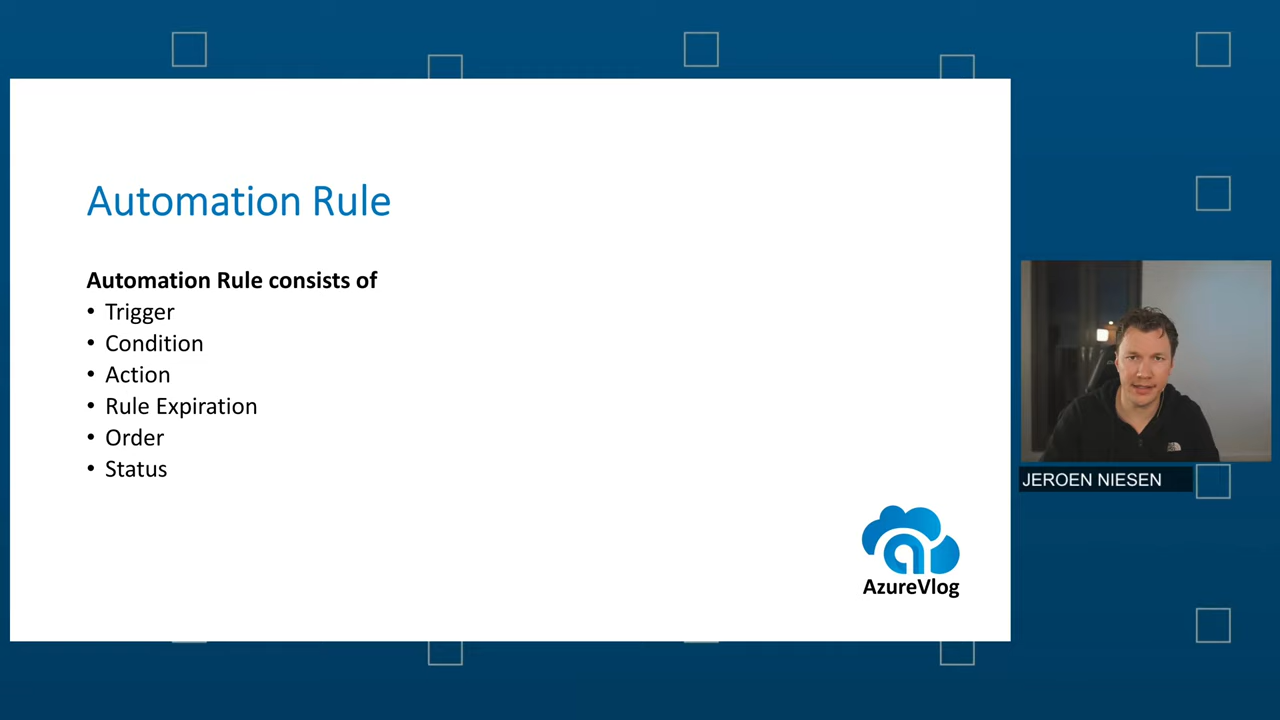 Automation Rule
Automation Rule consists of
• Trigger
• Condition
• Action
• Rule Expiration
• Order
• Status
AzureVlog
JEROEN NIESEN